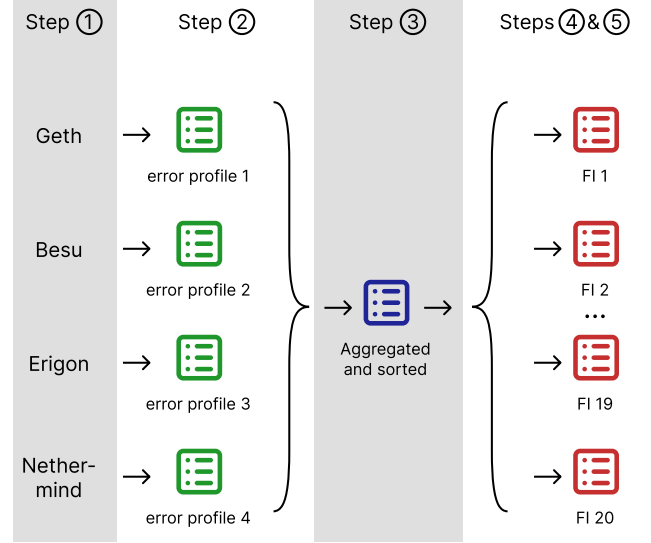 Step ① Step ② Step ③ Steps ④ & ⑤
Geth
error profile 1
FI 1
Besu
error profile 2
FI 2
...
Aggregated
and sorted
Erigon
error profile 3
FI 19
Nether-
mind
error profile 4
FI 20